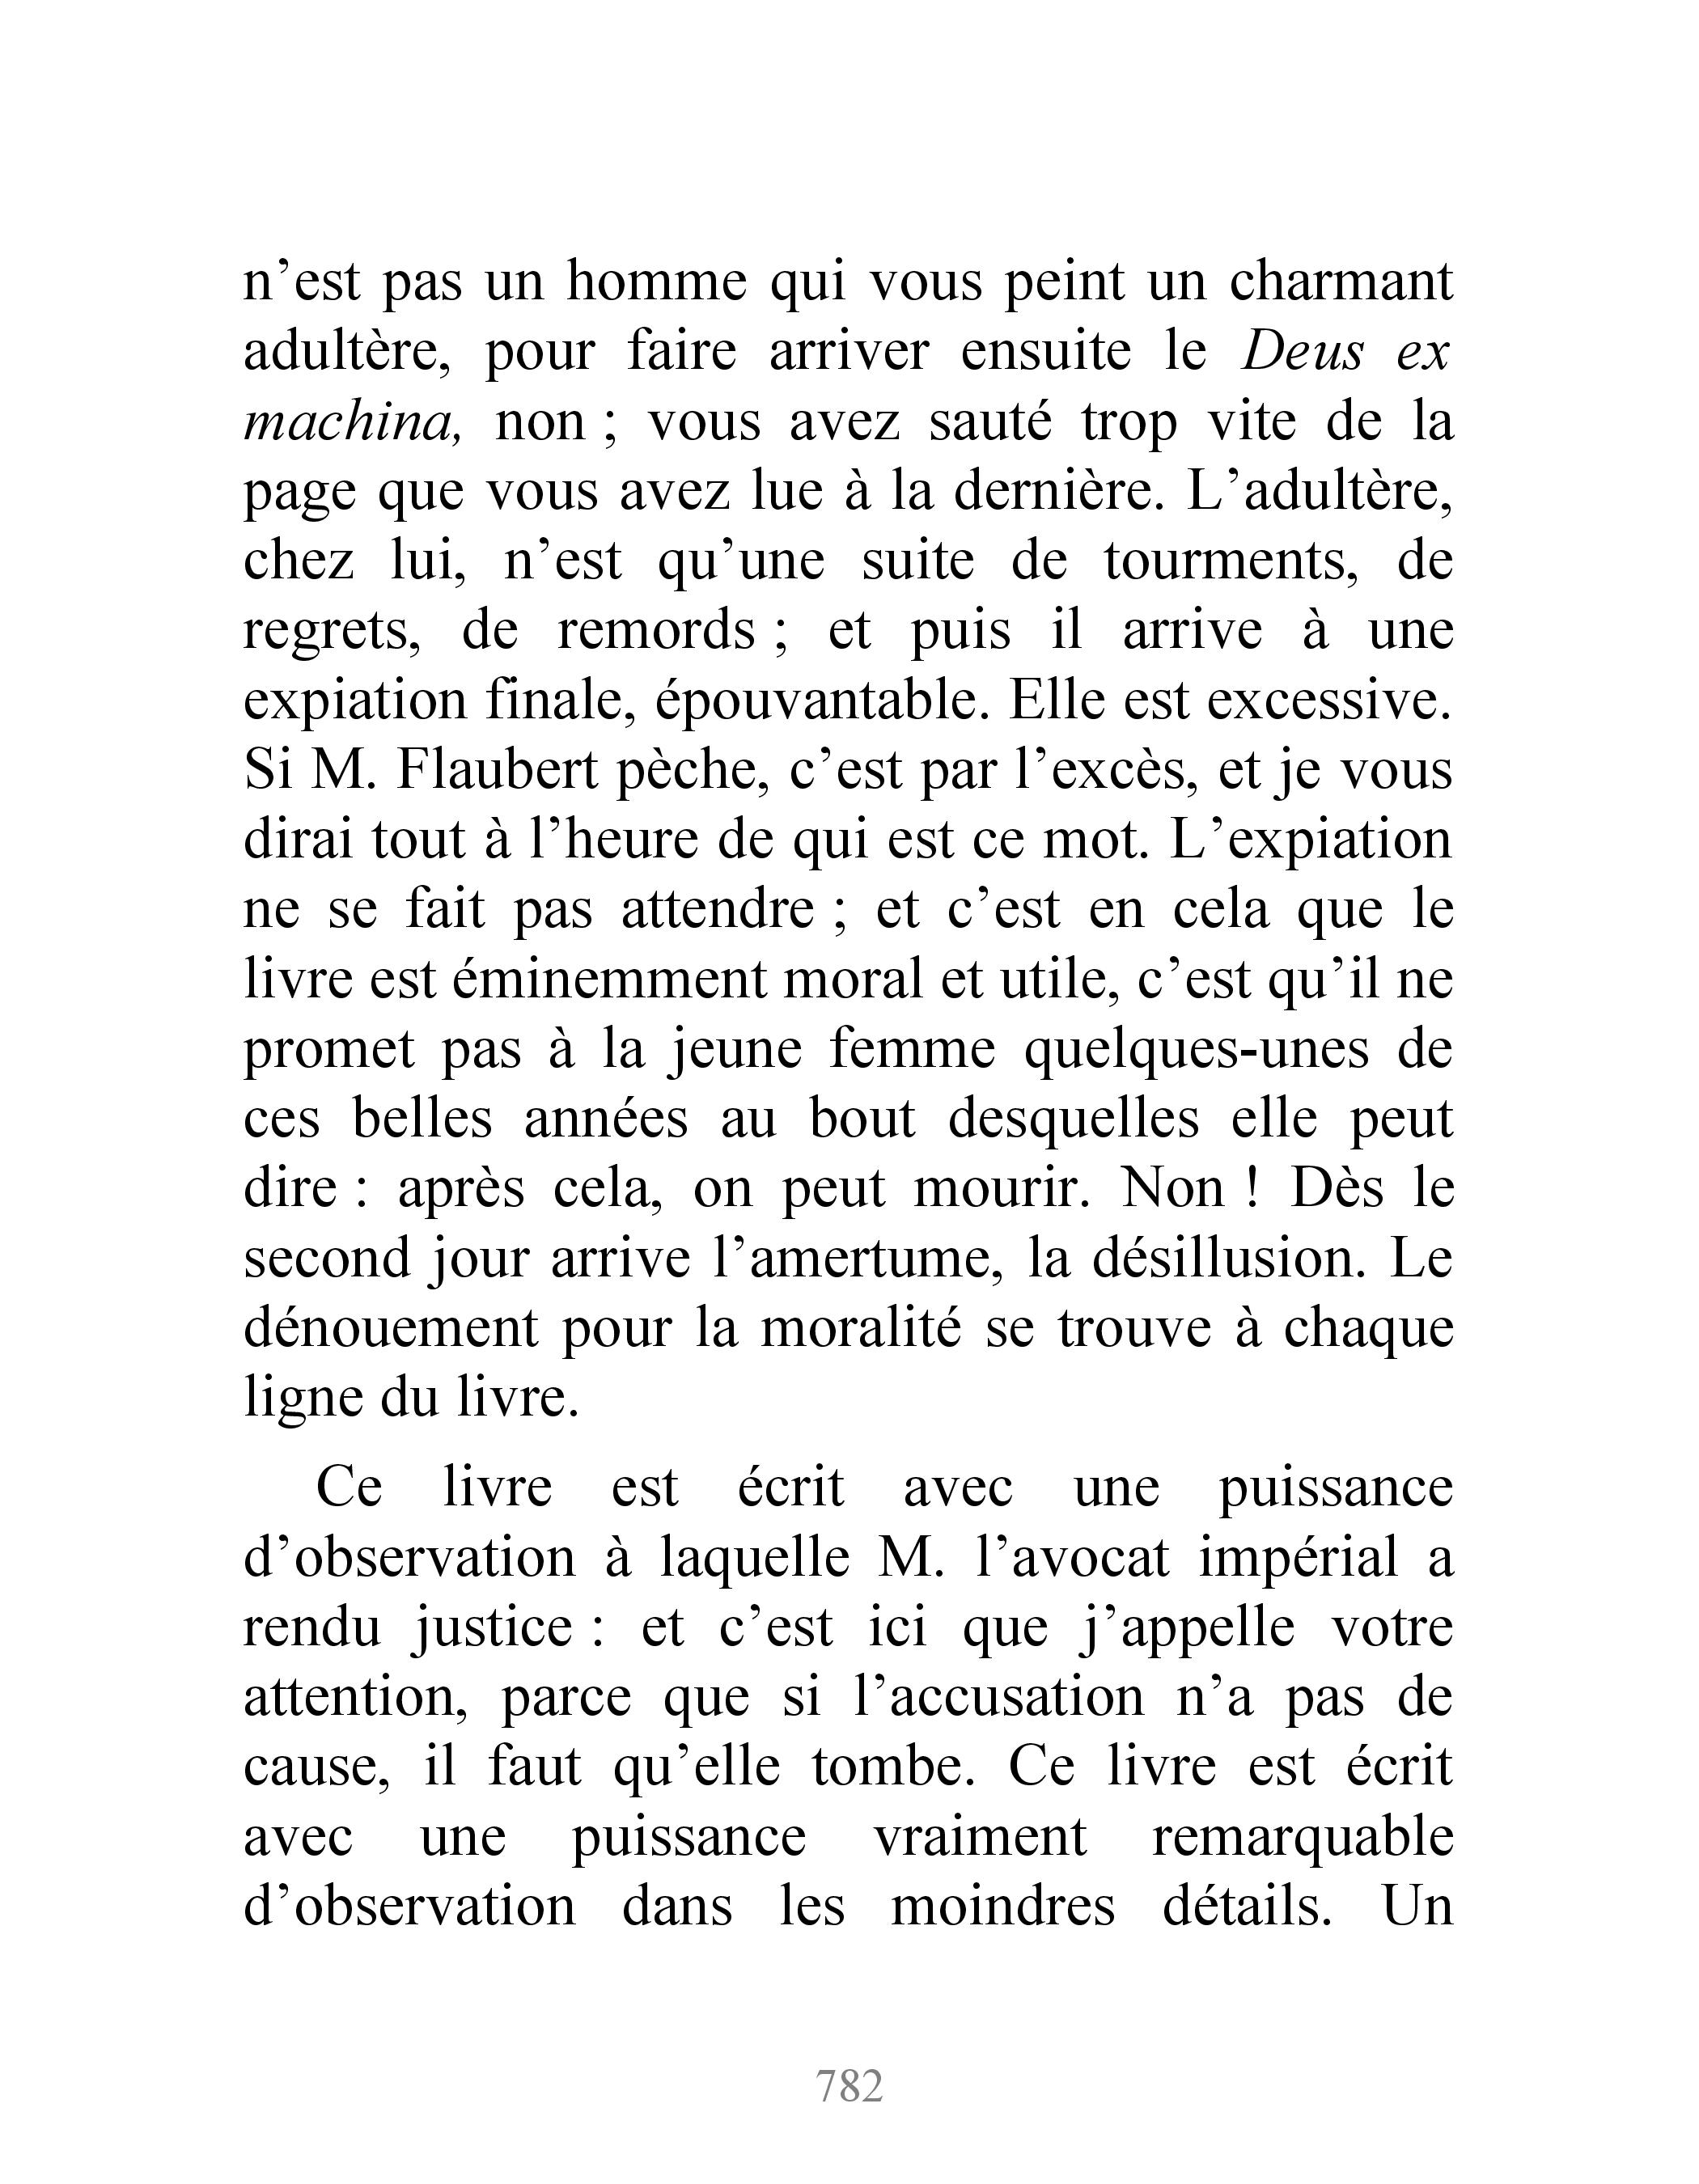 n’est pas un homme qui vous peint un charmant
adultère, pour faire arriver ensuite le Deus ex
machina, non ; vous avez sauté trop vite de la
page que vous avez lue à la dernière. L’adultère,
chez lui, n’est qu’une suite de tourments, de
regrets, de remords ; et puis il arrive à une
expiation finale, épouvantable. Elle est excessive.
Si M. Flaubert pèche, c’est par l’excès, et je vous
dirai tout à l’heure de qui est ce mot. L’expiation
ne se fait pas attendre ; et c’est en cela que le
livre est éminemment moral et utile, c’est qu’il ne
promet pas à la jeune femme quelques-unes de
ces belles années au bout desquelles elle peut
dire : après cela, on peut mourir. Non ! Dès le
second jour arrive l’amertume, la désillusion. Le
dénouement pour la moralité se trouve à chaque
ligne du livre.
Ce livre est écrit avec une puissance
d’observation à laquelle M. l’avocat impérial a
rendu justice : et c’est ici que j’appelle votre
attention, parce que si l’accusation n’a pas de
cause, il faut qu’elle tombe. Ce livre est écrit
avec une puissance vraiment remarquable
d’observation dans les moindres détails. Un
782